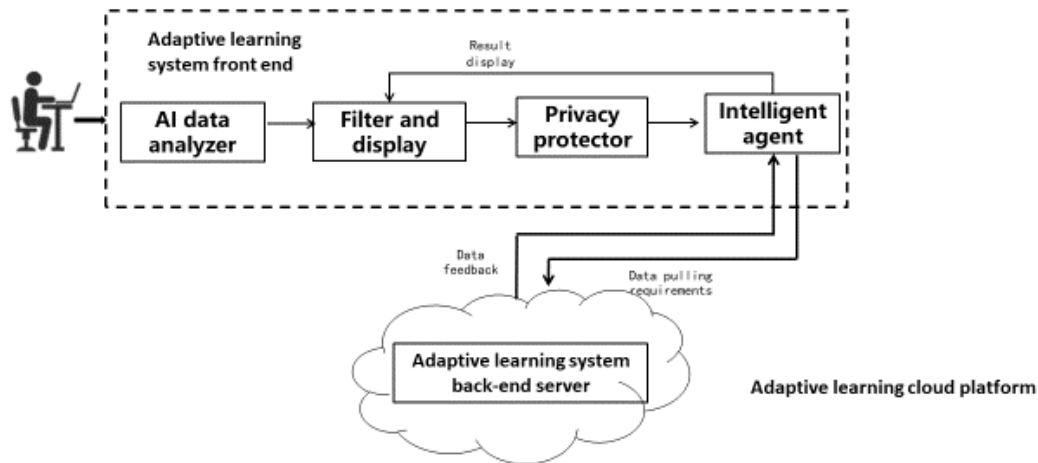 Adaptive learning
system front end
Result
display
AI data
analyzer
Filter and
display
Privacy
protector
Intelligent
agent
Data
feedback
Data pulling
requirements
Adaptive learning system
back-end server
Adaptive learning cloud platform